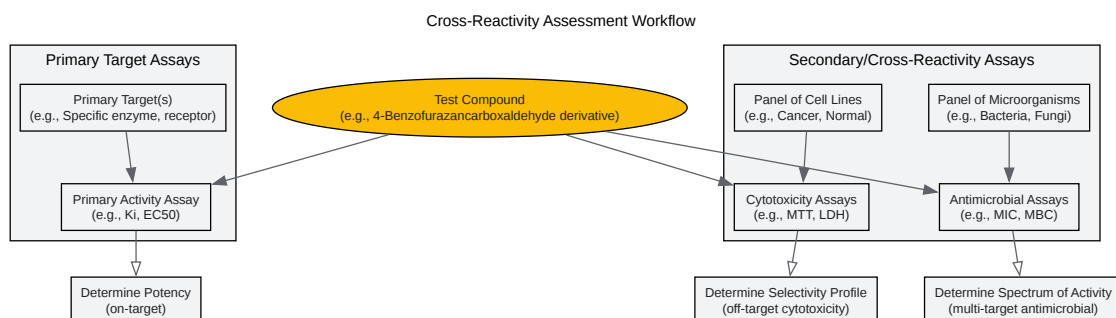 Cross-Reactivity Assessment Workflow
Primary Target Assays
Primary Target(s)
(e.g., Specific enzyme, receptor)
Primary Activity Assay
(e.g., Ki, EC50)
Determine Potency
(on-target)
Test Compound
(e.g., 4-Benzofurazancarboxaldehyde derivative)
Secondary/Cross-Reactivity Assays
Panel of Cell Lines
(e.g., Cancer, Normal)
Panel of Microorganisms
(e.g., Bacteria, Fungi)
Cytotoxicity Assays
(e.g., MTT, LDH)
Antimicrobial Assays
(e.g., MIC, MBC)
Determine Selectivity Profile
(off-target cytotoxicity)
Determine Spectrum of Activity
(multi-target antimicrobial)